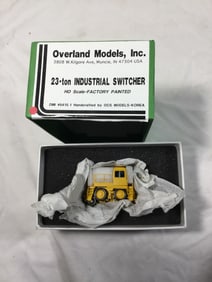 Overland Models, Inc.
3808 W.Kilgore Ave, Muncie, IN 47304 USA
23-ton INDUSTRIAL SWITCHER
HO Scale-FACTORY PAINTED
Handcrafted by OCS MODELS-KOREA